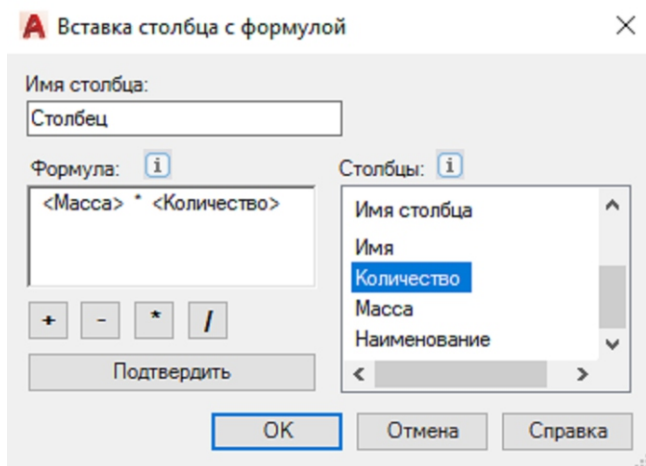 Вставка столбца с формулой
Имя столбца:
Столбец
Формула:
<Масса> * <Количество>
+ - * /
Подтвердить
Столбцы:
Имя столбца
Имя
Количество
Масса
Наименование
OK Отмена Справка